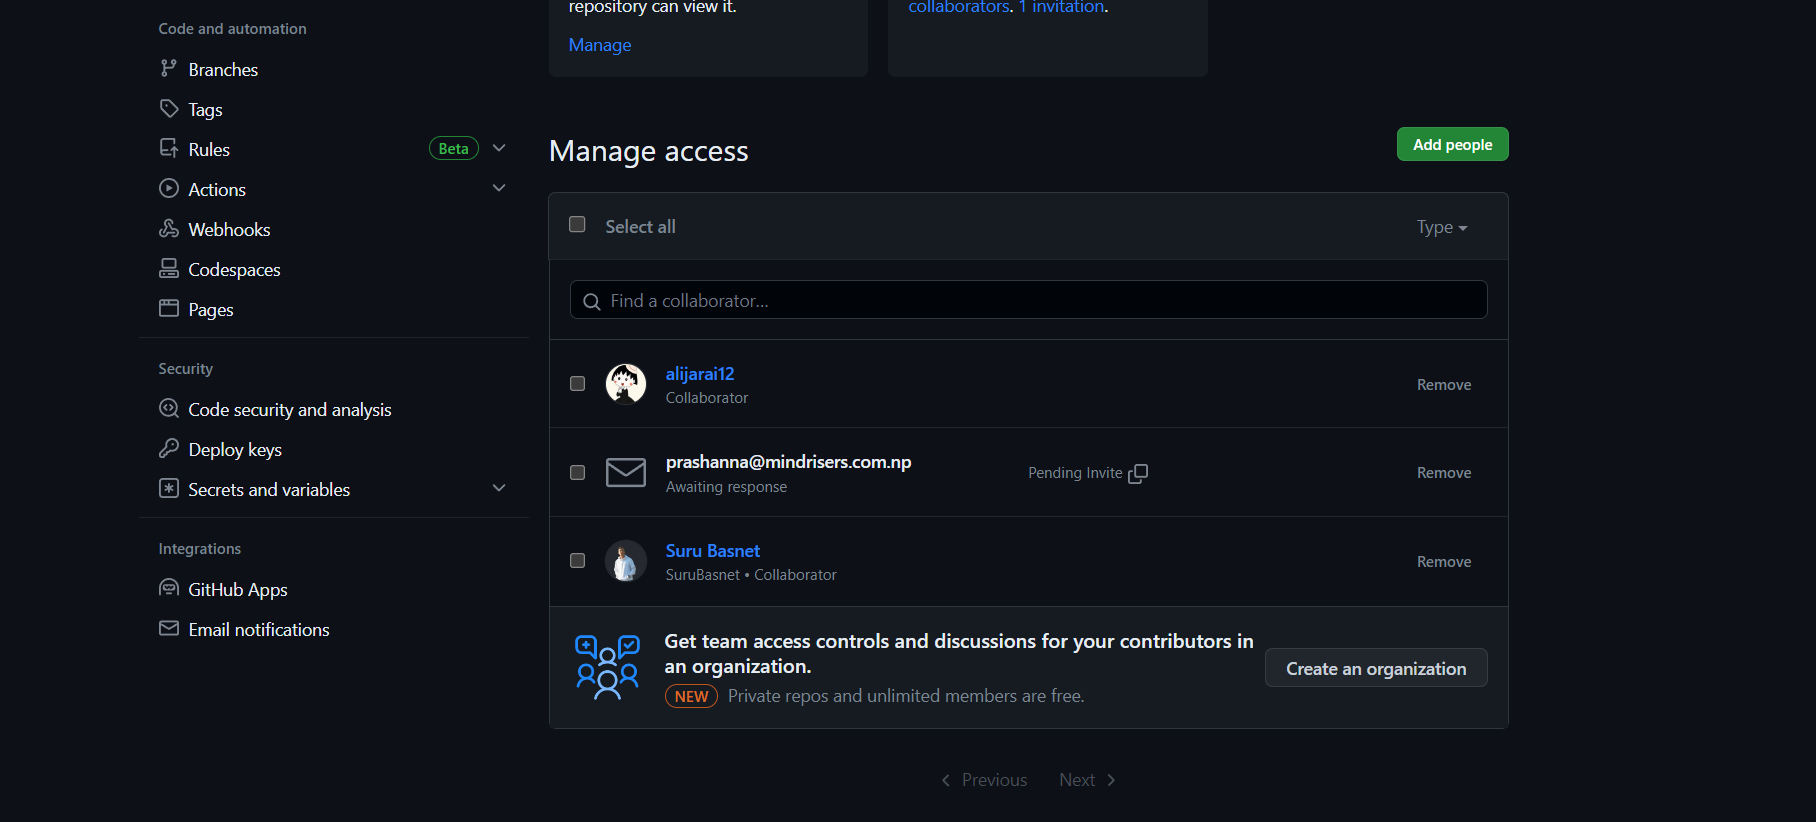 Code and automation
Branches
Tags
Rules Beta
Actions
Webhooks
Codespaces
Pages
Security
Code security and analysis
Deploy keys
Secrets and variables
Integrations
GitHub Apps
Email notifications
repository can view it.
Manage
collaborators. 1 invitation.
Manage access
Add people
Select all
Type
Find a collaborator...
alijarai12
Collaborator
Remove
prashanna@mindrisers.com.np
Awaiting response
Pending Invite
Remove
Suru Basnet
SuruBasnet • Collaborator
Remove
Get team access controls and discussions for your contributors in
an organization.
NEW Private repos and unlimited members are free.
Create an organization
Previous Next